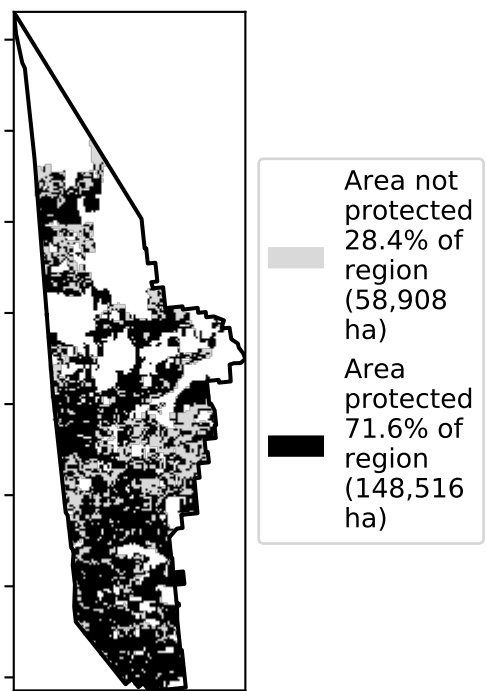 Area not
protected
28.4% of
region
(58,908
ha)
Area
protected
71.6% of
region
(148,516
ha)